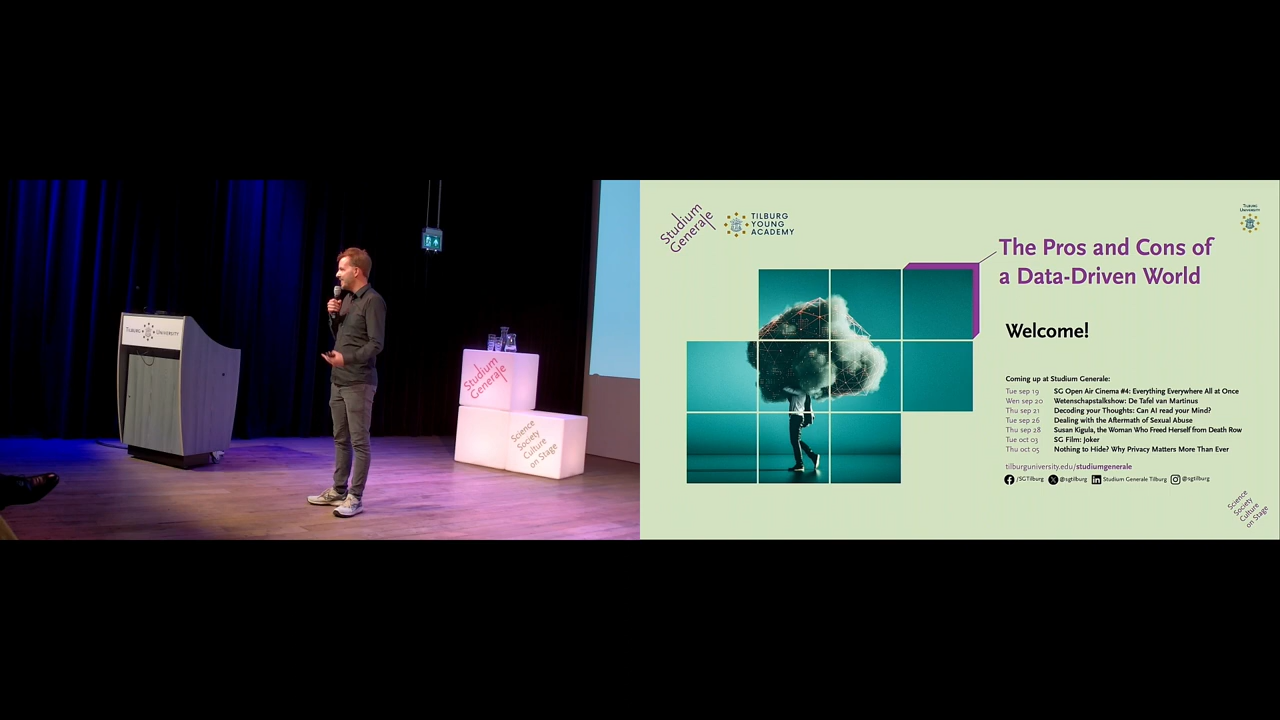 TILBURG UNIVERSITY
Studium
Generale
Science
Society
Culture
on Stage
Studium
Generale
TILBURG
YOUNG
ACADEMY
TILBURG
UNIVERSITY
The Pros and Cons of
a Data-Driven World
Welcome!
Coming up at Studium Generale:
Tue sep 19 SG Open Air Cinema #4: Everything Everywhere All at Once
Wen sep 20 Wetenschapstalkshow: De Tafel van Martinus
Thu sep 21 Decoding your Thoughts: Can AI read your Mind?
Tue sep 26 Dealing with the Aftermath of Sexual Abuse
Thu sep 28 Susan Kigula, the Woman Who Freed Herself from Death Row
Tue oct 03 SG Film: Joker
Thu oct 05 Nothing to Hide? Why Privacy Matters More Than Ever
tilburguniversity.edu/studiumgenerale
/SGTilburg @sgtilburg Studium Generale Tilburg @sgtilburg
Science
Society
Culture
on Stage